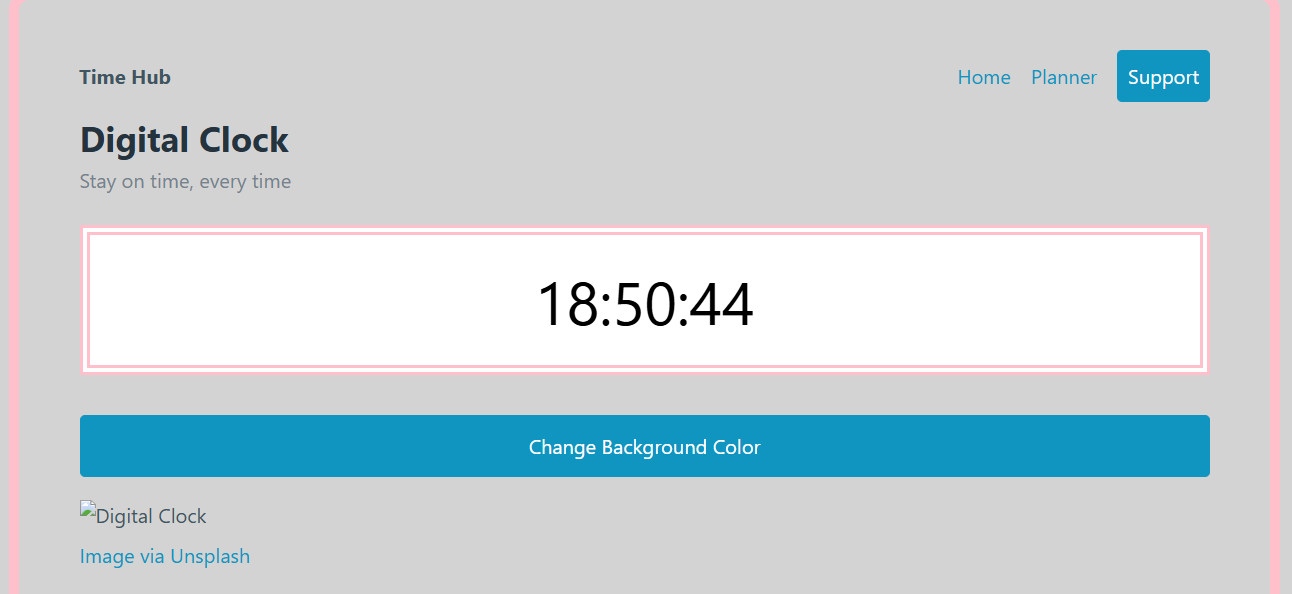 Time Hub
Home Planner Support
Digital Clock
Stay on time, every time
18:50:44
Change Background Color
Digital Clock
Image via Unsplash